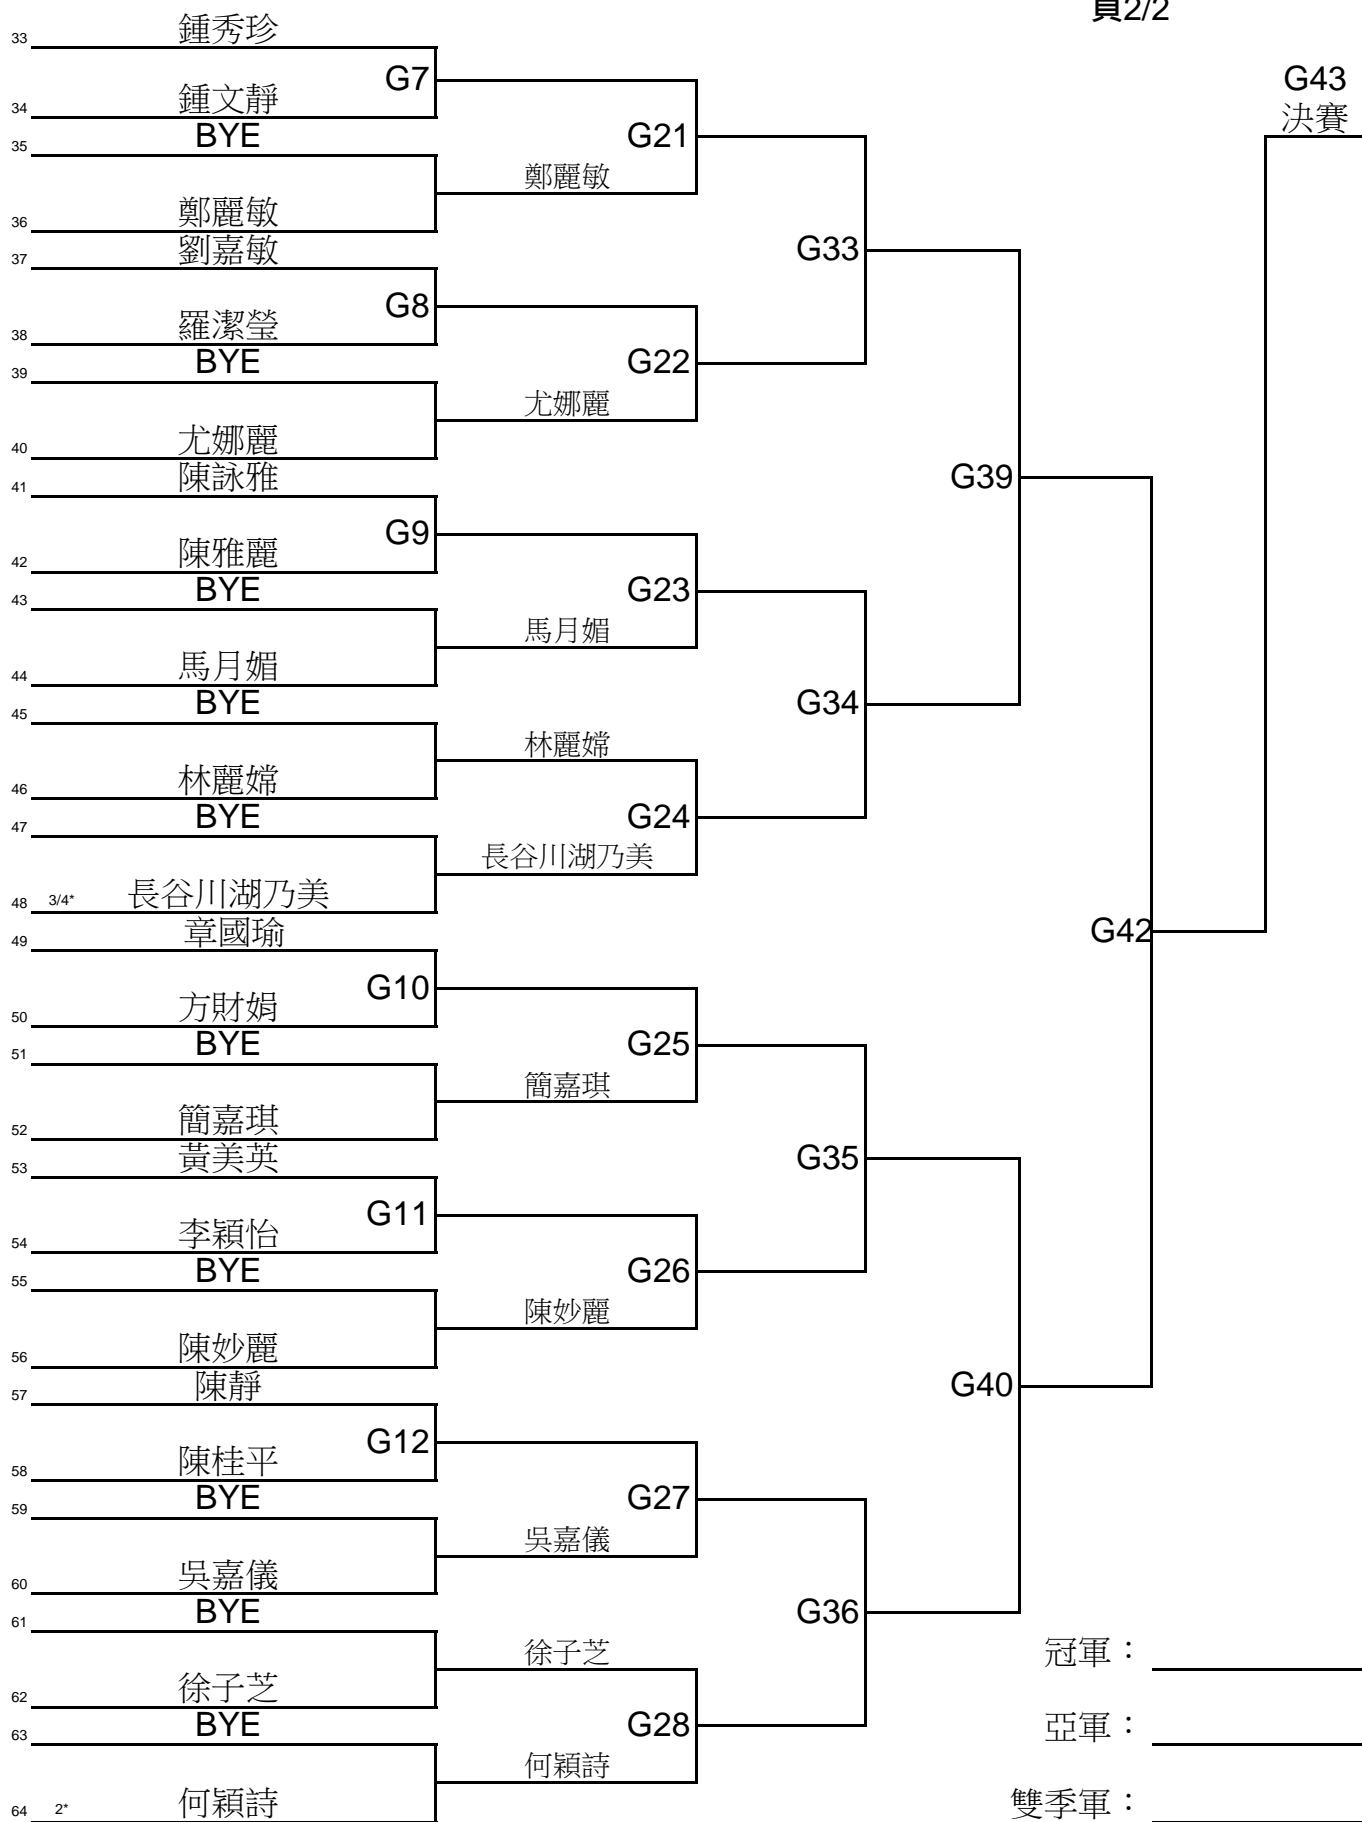 頁2/2
33 鍾秀珍
G7
34 鍾文靜
G43
決賽
35 BYE
G21
鄭麗敏
36 鄭麗敏
37 劉嘉敏
G33
G8
38 羅潔瑩
39 BYE
G22
尤娜麗
40 尤娜麗
41 陳詠雅
G39
G9
42 陳雅麗
43 BYE
G23
馬月媚
44 馬月媚
45 BYE
G34
林麗嫦
46 林麗嫦
47 BYE
G24
長谷川湖乃美
48 3/4* 長谷川湖乃美
49 章國瑜
G42
G10
50 方財娟
51 BYE
G25
簡嘉琪
52 簡嘉琪
53 黃美英
G35
G11
54 李穎怡
55 BYE
G26
陳妙麗
56 陳妙麗
57 陳靜
G40
G12
58 陳桂平
59 BYE
G27
吳嘉儀
60 吳嘉儀
61 BYE
G36
徐子芝
冠軍：
62 徐子芝
63 BYE
G28
亞軍：
何穎詩
64 2* 何穎詩
雙季軍：